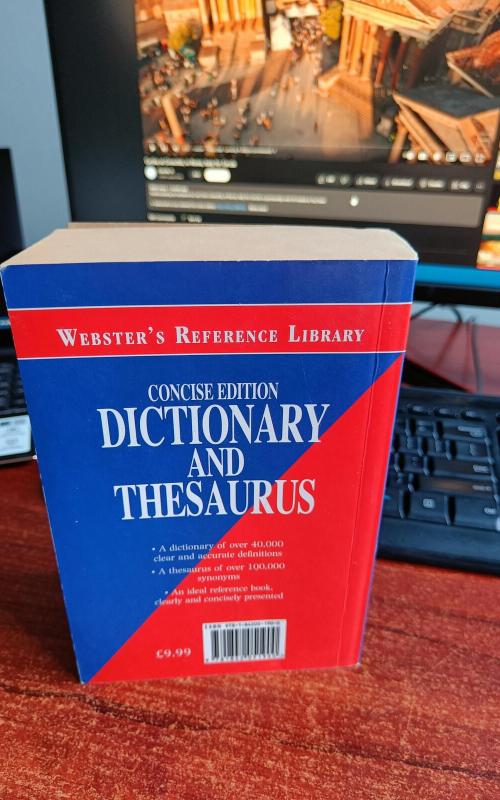 WEBSTER'S REFERENCE LIBRARY
CONCISE EDITION
DICTIONARY
AND
THESAURUS
• A dictionary of over 40,000
clear and accurate definitions
• A thesaurus of over 100,000
synonyms
• An ideal reference book,
clearly and concisely presented
£9.99